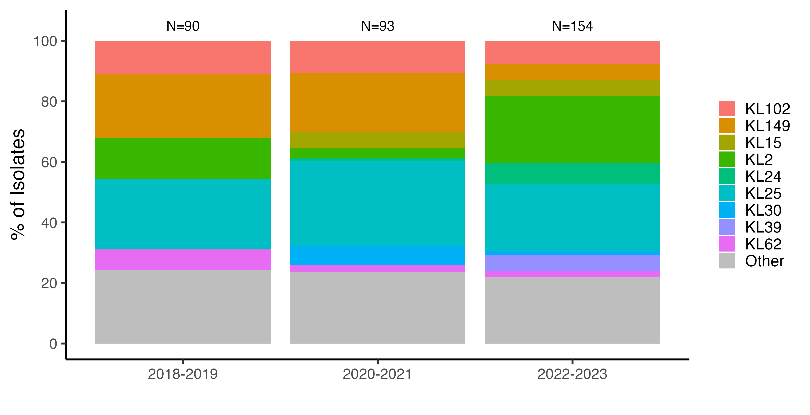 N=90 N=93 N=154
100
80
60
40
20
0
% of Isolates
2018-2019 2020-2021 2022-2023
KL102
KL149
KL15
KL2
KL24
KL25
KL30
KL39
KL62
Other